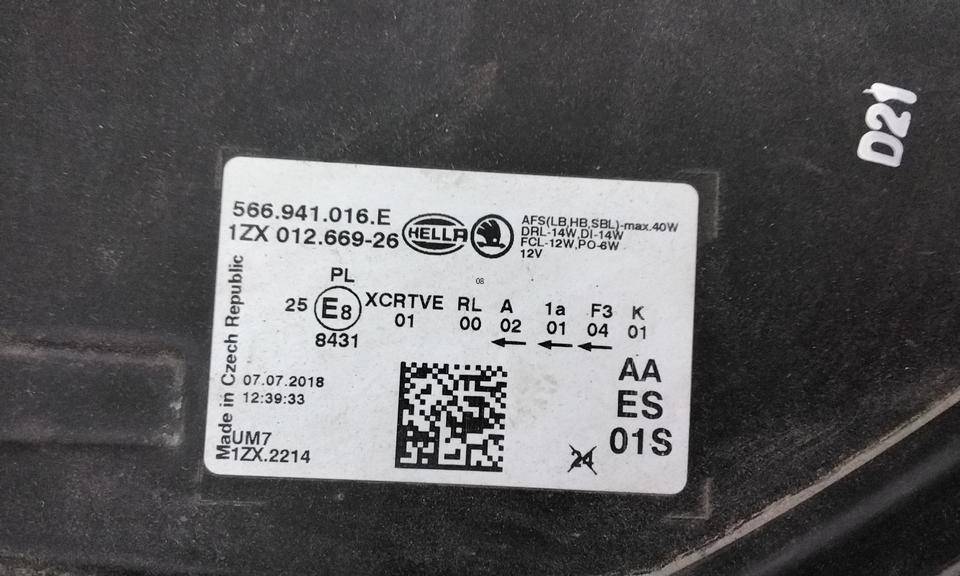 D21
566.941.016.E
1ZX 012.669-26
HELLA
AFS(LB,HB,SBL)-max.40W
DRL-14W,DI-14W
FCL-12W,PO-6W
12V
08
PL
25 E8 XCRTVE RL A 1a F3 K
01 00 02 01 04 01
8431
Made in Czech Republic
07.07.2018
12:39:33
UM7
1ZX.2214
AA
ES
01S
24